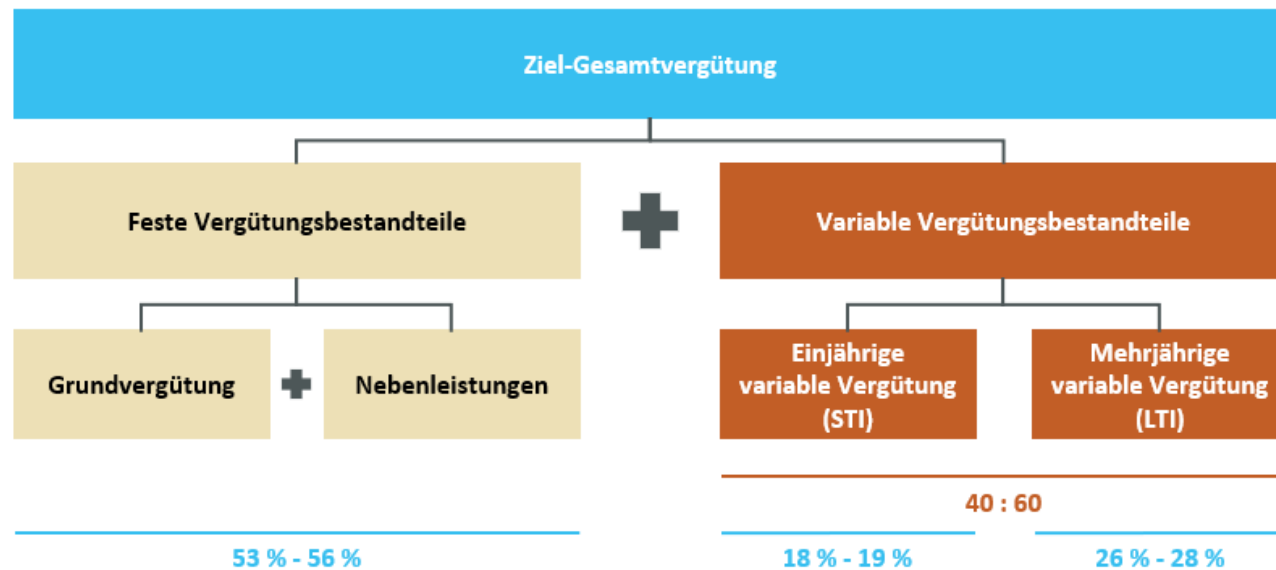 Ziel-Gesamtvergütung
Feste Vergütungsbestandteile
Variable Vergütungsbestandteile
Grundvergütung
Nebenleistungen
Einjährige
variable Vergütung
(STI)
Mehrjährige
variable Vergütung
(LTI)
40 : 60
53 % - 56 %
18 % - 19 %
26 % - 28 %